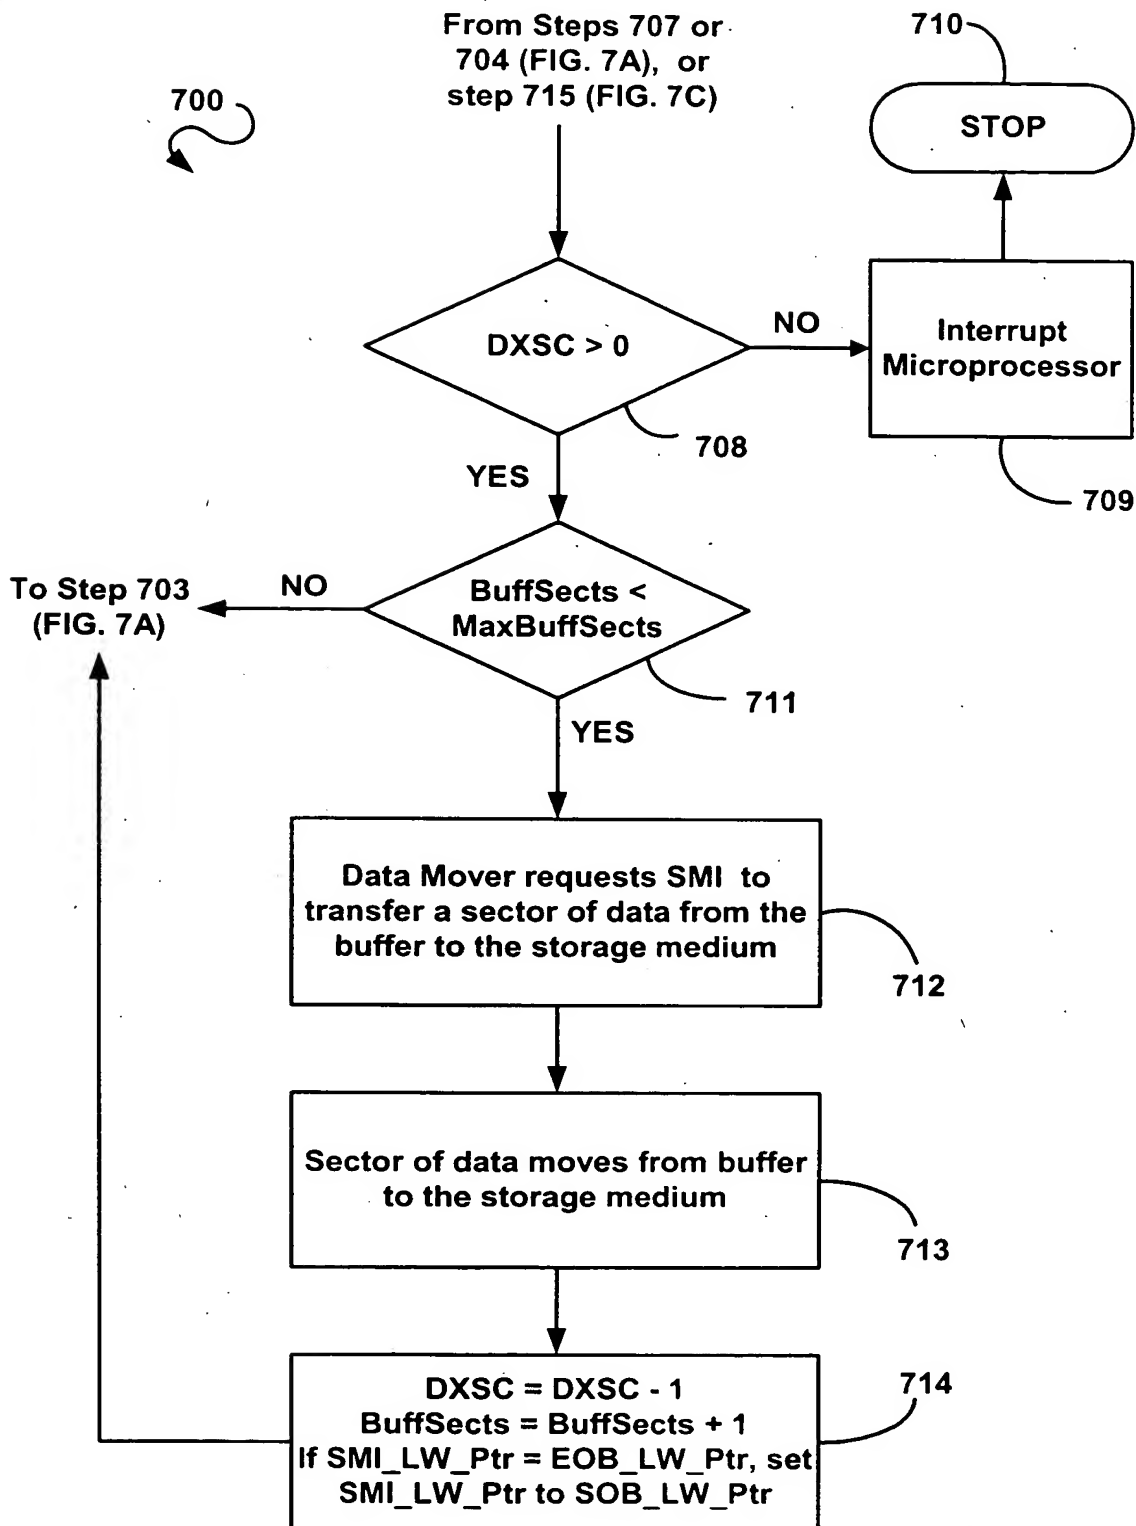 From Steps 707 or
704 (FIG. 7A), or
step 715 (FIG. 7C)
710
STOP
700
DXSC > 0
NO
Interrupt
Microprocessor
708
709
YES
To Step 703
(FIG. 7A)
NO
BuffSects <
MaxBuffSects
711
YES
Data Mover requests SMI to
transfer a sector of data from the
buffer to the storage medium
712
Sector of data moves from buffer
to the storage medium
713
DXSC = DXSC - 1
BuffSects = BuffSects + 1
If SMI_LW_Ptr = EOB_LW_Ptr, set
SMI_LW_Ptr to SOB_LW_Ptr
714